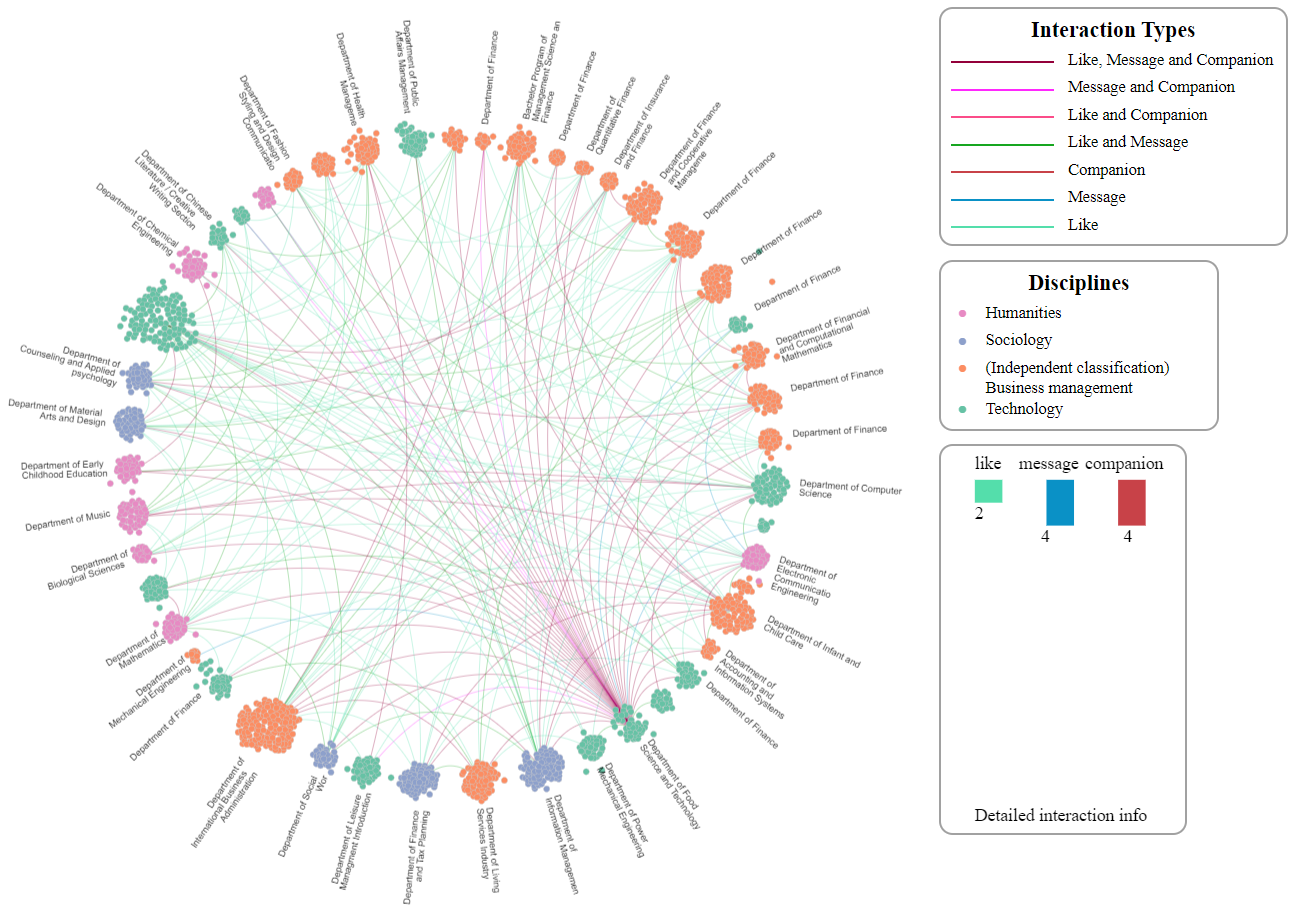 Department of Fashion
Styling and Design
Communicatio
Department of Health
Manageme
Department of Public
Affairs Management
Department of Finance
Bachelor Program of
Management Science an
Finance
Department of Finance
Department of
Quantitative Finance
Department of Insurance
and Finance
Department of Finance
and Cooperative
Manageme
Department of Finance
Department of Finance
Department of Finance
Department of Financial
and Computational
Mathematics
Department of Finance
Department of Finance
Department of Computer
Science
Department of
Electronic
Communicatio
Engineering
Department of Infant and
Child Care
Department of
Accounting and
Information Systems
Department of Finance
Department of Food
Science and Technology
Department of Power
Mechanical Engineering
Department of
Information Managemen
Department of Living
Services Industry
Department of Finance
and Tax Planning
Department of Leisure
Managment Introduction
Department of Social
Wor
Department of
International Business
Administration
Department of Finance
Department of
Mechanical Engineering
Department of
Mathematics
Department of
Biological Sciences
Department of Music
Department of Early
Childhood Education
Department of Material
Arts and Design
Department of
Counseling and Applied
psychology
Department of Chemical
Engineering
Department of Chinese
Literature / Creative
Writing Section
Interaction Types
Like, Message and Companion
Message and Companion
Like and Companion
Like and Message
Companion
Message
Like
Disciplines
Humanities
Sociology
(Independent classification)
Business management
Technology
like message companion
2
4 4
Detailed interaction info